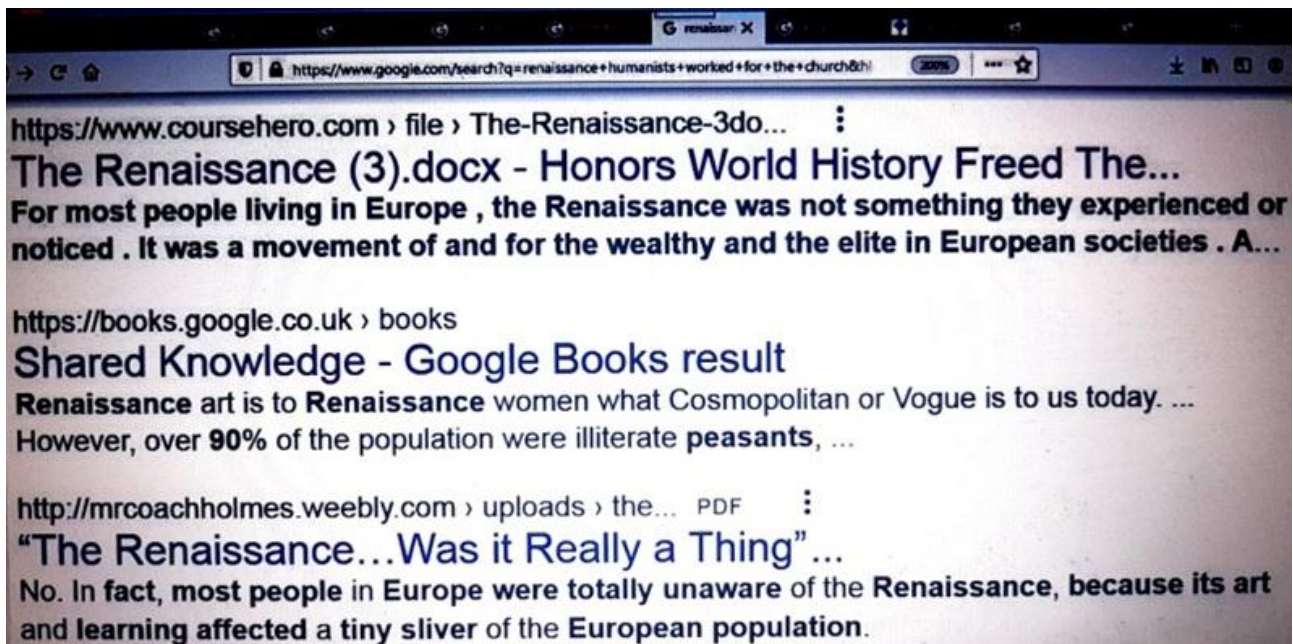 G renaissar X
https://www.google.com/search?q=renaissance+humanists+worked+for+the+church&hl
200%
https://www.coursehero.com › file › The-Renaissance-3do...
The Renaissance (3).docx - Honors World History Freed The...
For most people living in Europe , the Renaissance was not something they experienced or
noticed . It was a movement of and for the wealthy and the elite in European societies . A...
https://books.google.co.uk › books
Shared Knowledge - Google Books result
Renaissance art is to Renaissance women what Cosmopolitan or Vogue is to us today. ...
However, over 90% of the population were illiterate peasants, ...
http://mrcoachholmes.weebly.com › uploads › the... PDF
“The Renaissance...Was it Really a Thing”...
No. In fact, most people in Europe were totally unaware of the Renaissance, because its art
and learning affected a tiny sliver of the European population.